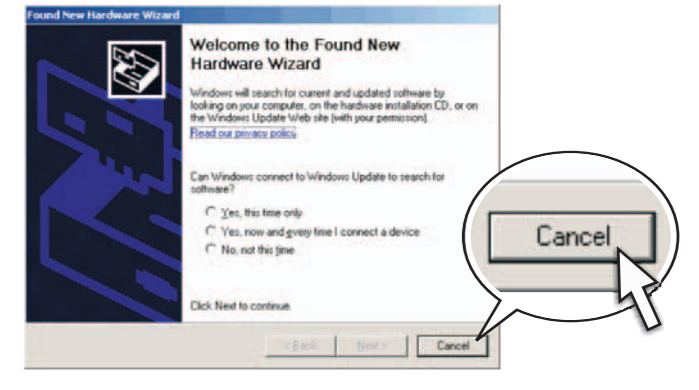 Found New Hardware Wizard
Welcome to the Found New
Hardware Wizard
Windows will search for current and updated software by
looking on your computer, on the hardware installation CD, or on
the Windows Update Web site (with your permission).
Read our privacy policy
Can Windows connect to Windows Update to search for
software?
Yes, this time only
Yes, now and every time I connect a device
No, not this time
Click Next to continue.
< Back Next > Cancel
Cancel